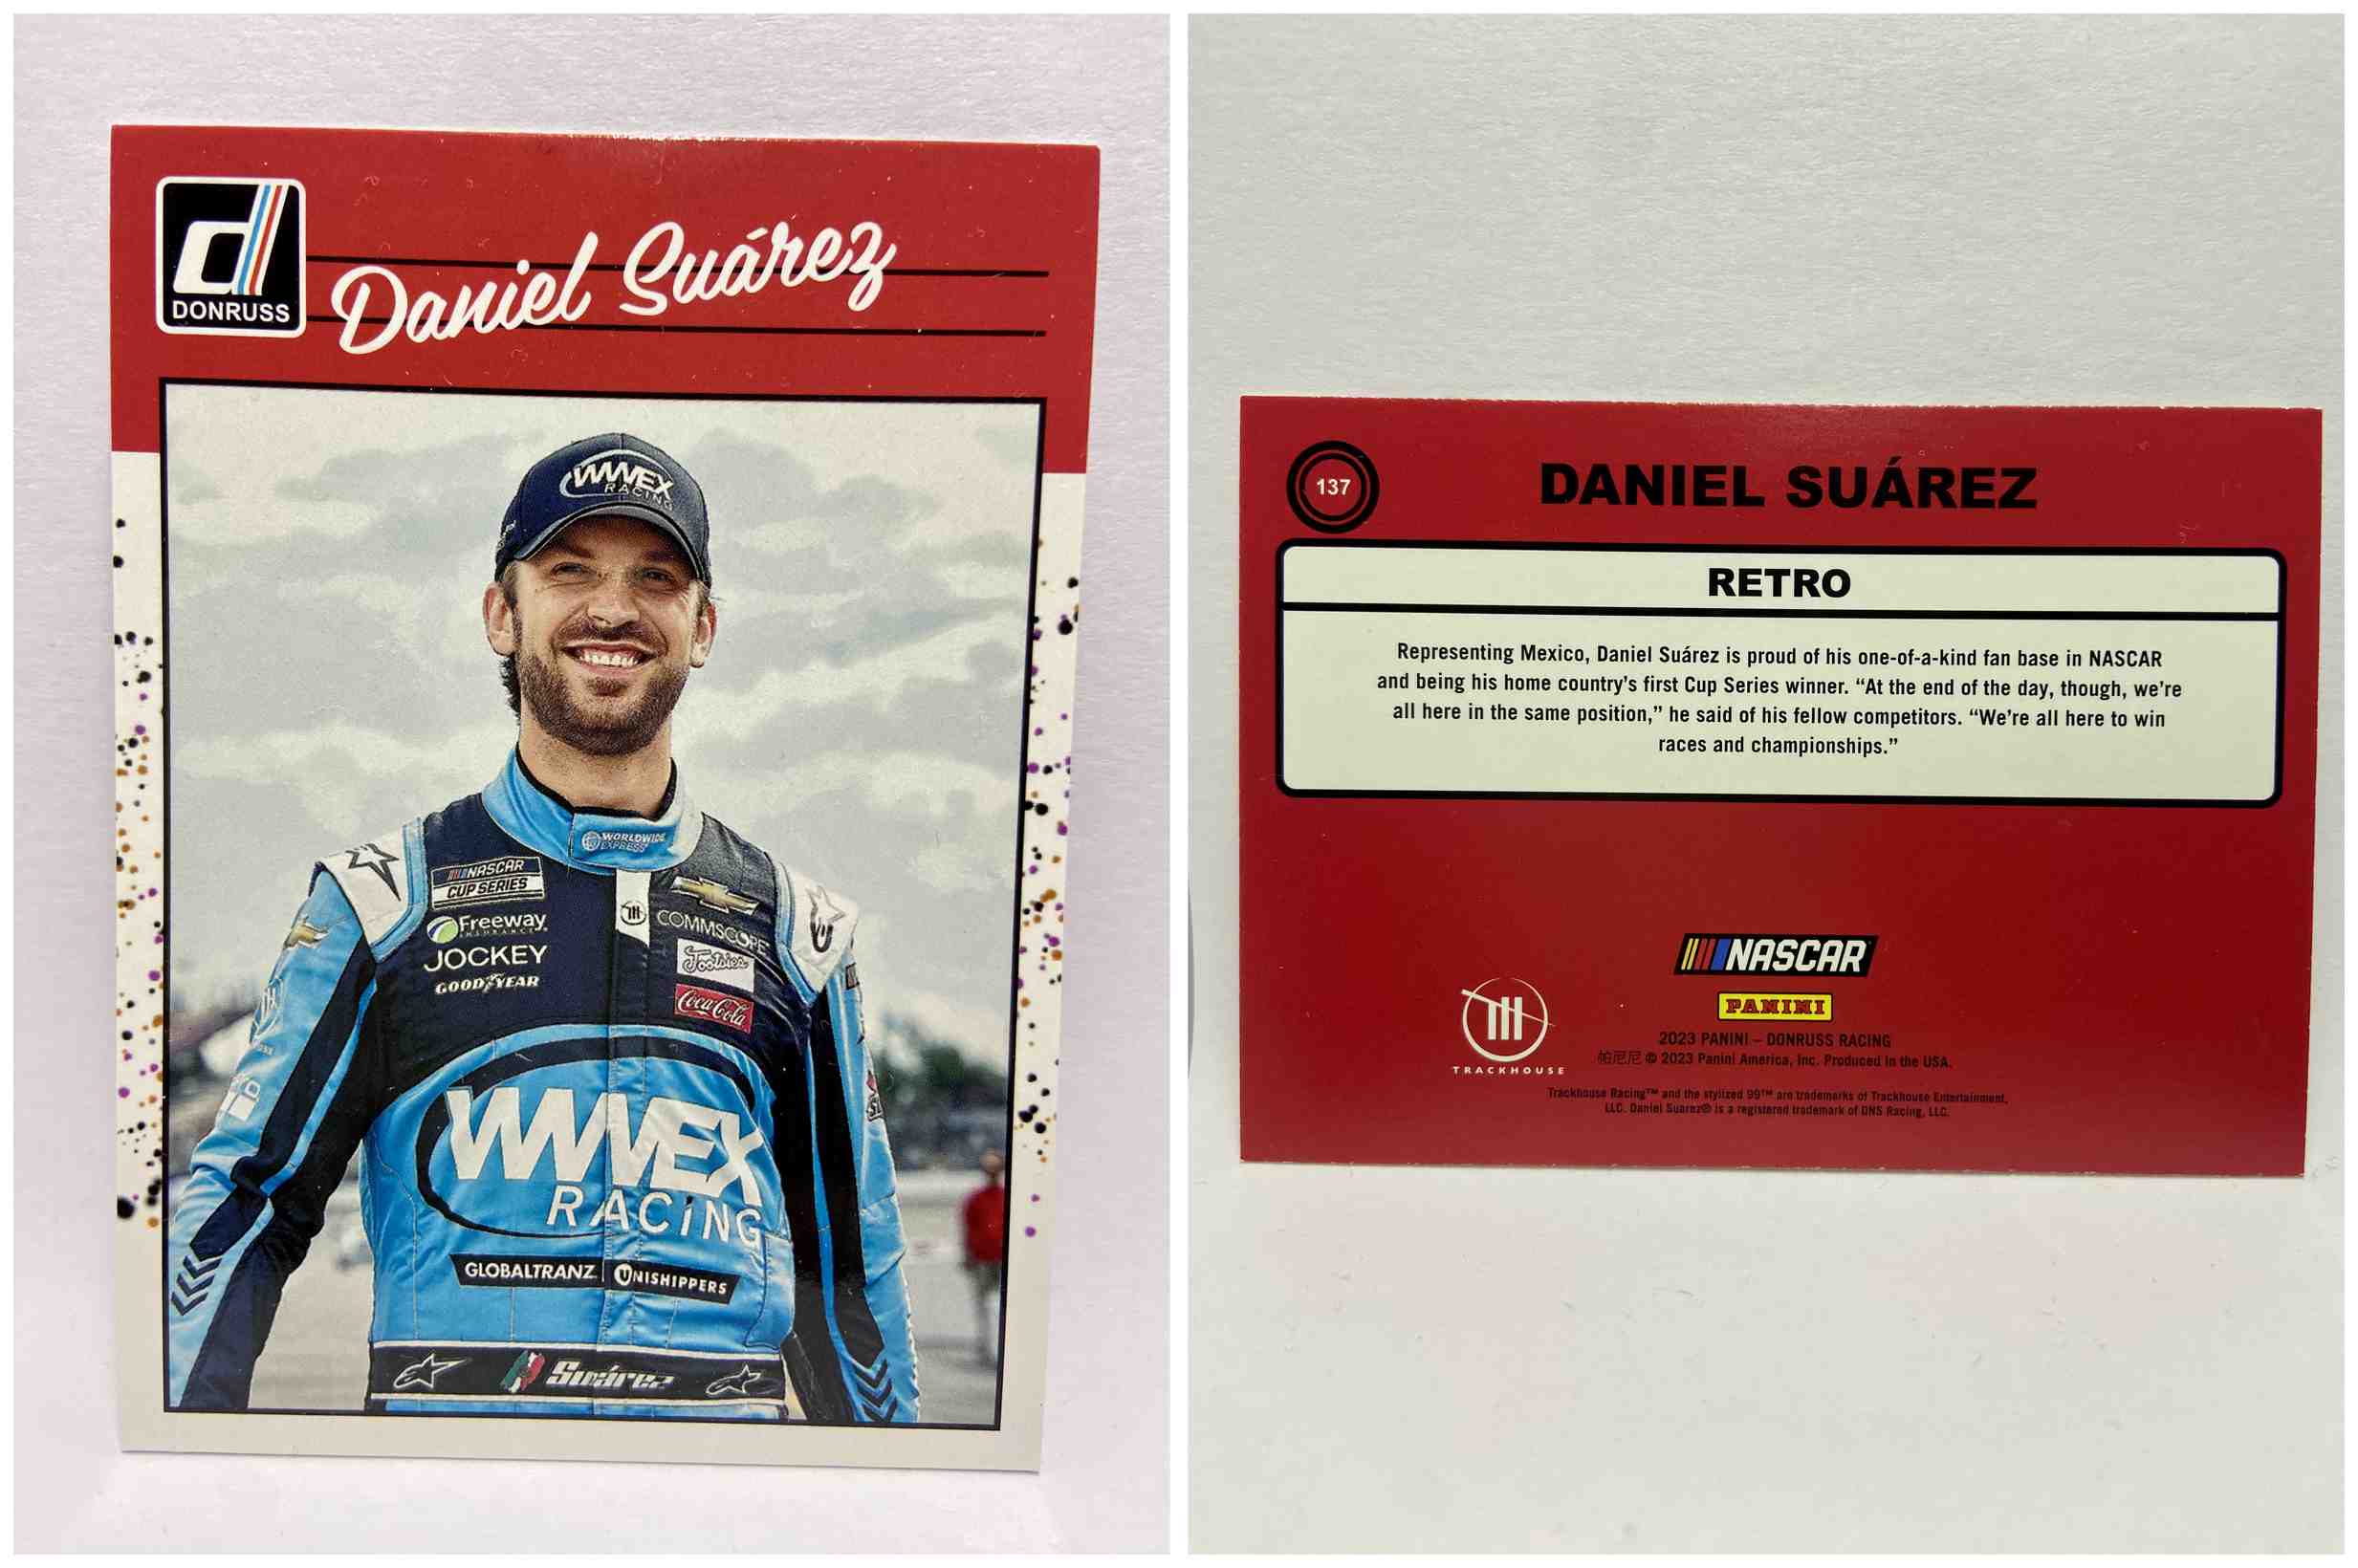 DONRUSS
Daniel Suárez
WWEX
RACING
WORLDWIDE
EXPRESS
NASCAR
CUP SERIES
Freeway
INSURANCE
JOCKEY
GOOD YEAR
COMMSCOPE
Tootsies
Coca-Cola
WWEX
RACING
GLOBALTRANZ
UNISHIPPERS
Suárez
137
DANIEL SUÁREZ
RETRO
Representing Mexico, Daniel Suárez is proud of his one-of-a-kind fan base in NASCAR
and being his home country's first Cup Series winner. “At the end of the day, though, we're
all here in the same position,” he said of his fellow competitors. “We're all here to win
races and championships.”
NASCAR
PANINI
TRACKHOUSE
2023 PANINI – DONRUSS RACING
帕尼尼 © 2023 Panini America, Inc. Produced in the USA.
Trackhouse Racing™ and the stylized 99™ are trademarks of Trackhouse Entertainment,
LLC. Daniel Suarez® is a registered trademark of DNS Racing, LLC.